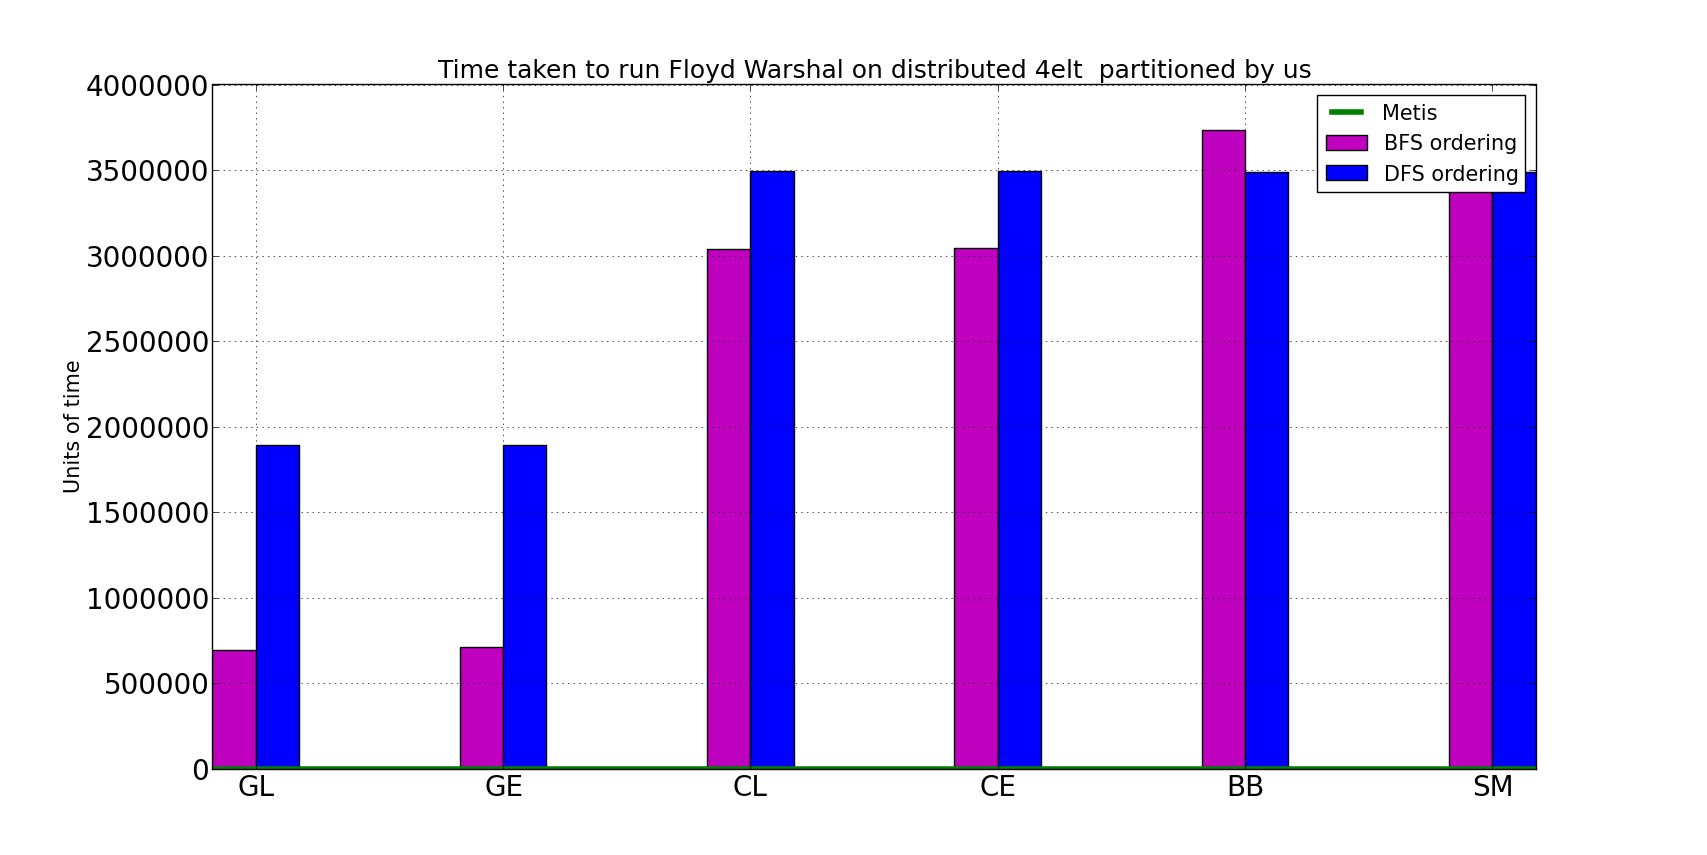 Time taken to run Floyd Warshal on distributed 4elt  partitioned by us
Units of time
4000000
3500000
3000000
2500000
2000000
1500000
1000000
500000
0
GL GE CL CE BB SM
Metis
BFS ordering
DFS ordering